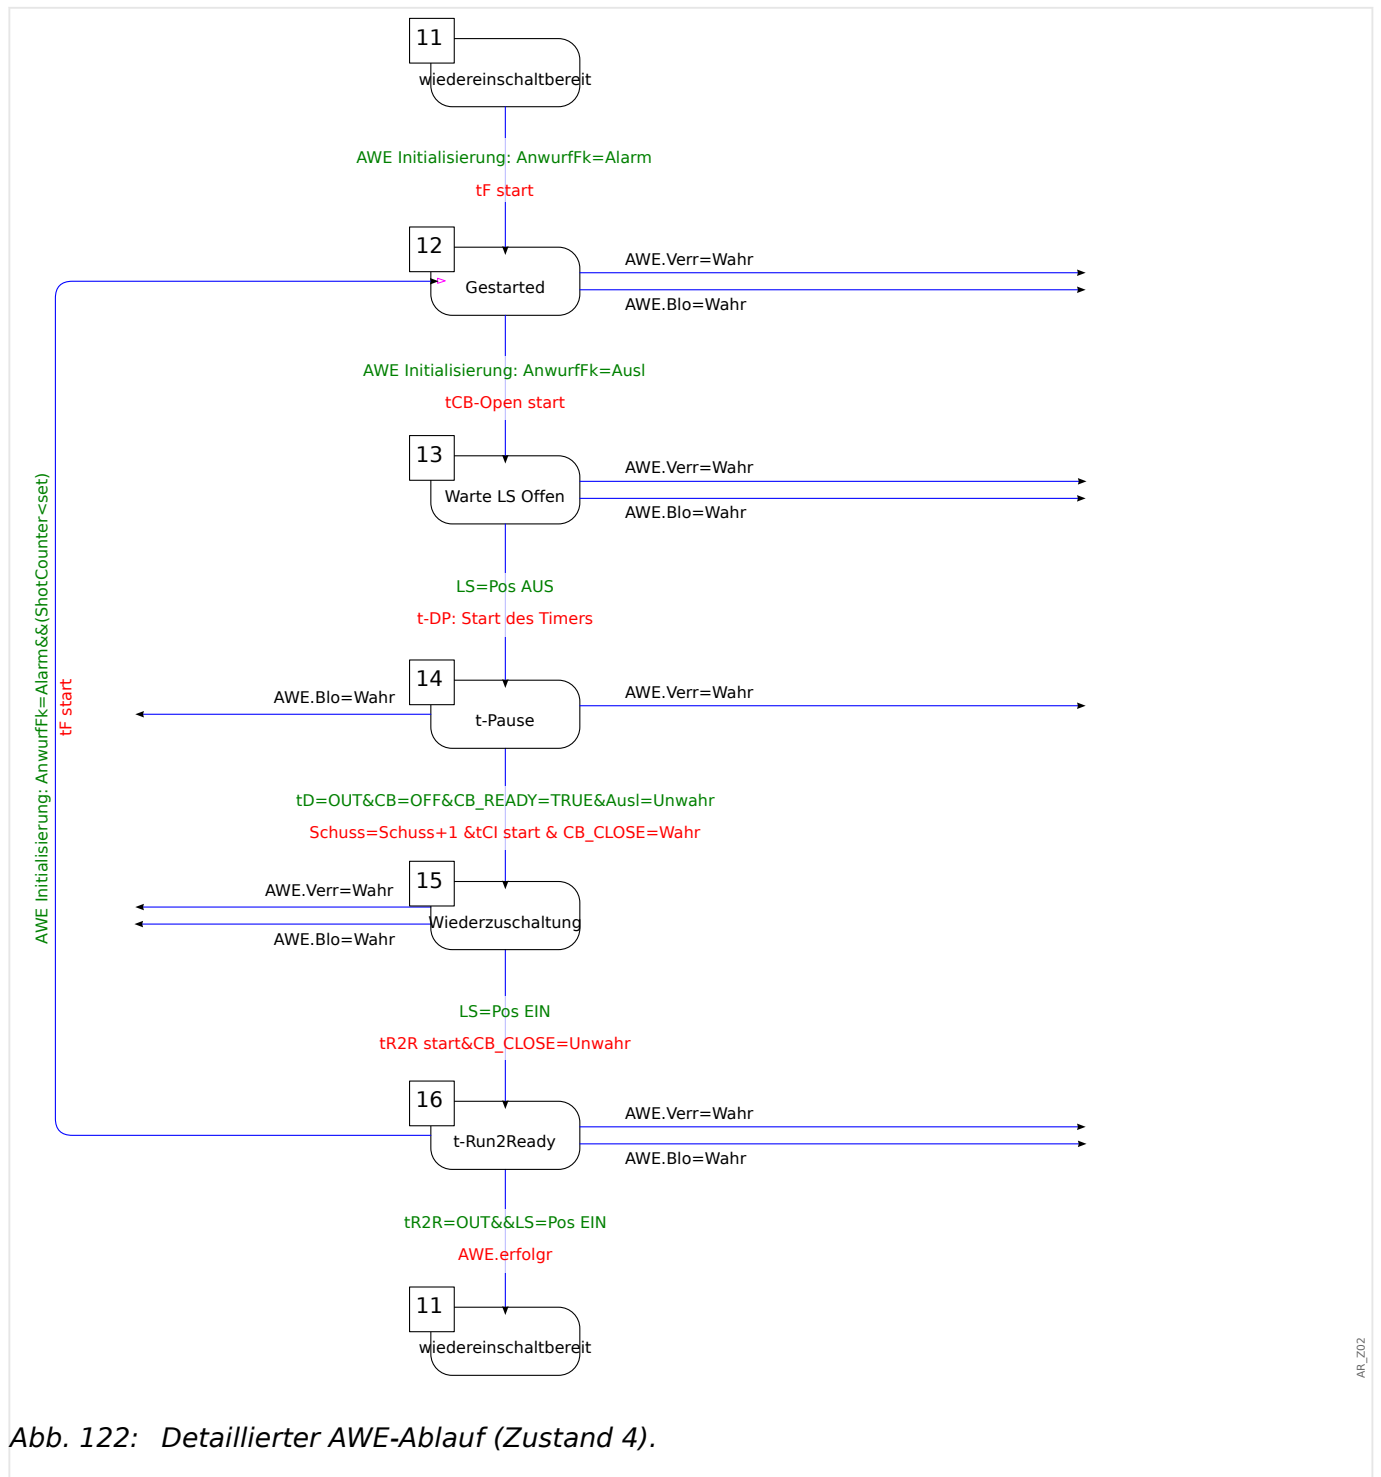 11
wiedereinschaltbereit
AWE Initialisierung: AnwurfFk=Alarm
tF start
12
Gestarted
AWE.Verr=Wahr
AWE.Blo=Wahr
AWE Initialisierung: AnwurfFk=Ausl
tCB-Open start
13
Warte LS Offen
AWE.Verr=Wahr
AWE.Blo=Wahr
AWE Initialisierung: AnwurfFk=Alarm&&(ShotCounter<set)
tF start
LS=Pos AUS
t-DP: Start des Timers
14
t-Pause
AWE.Blo=Wahr
AWE.Verr=Wahr
tD=OUT&CB=OFF&CB_READY=TRUE&Ausl=Unwahr
Schuss=Schuss+1 &tCl start & CB_CLOSE=Wahr
15
AWE.Verr=Wahr
Wiederzuschaltung
AWE.Blo=Wahr
LS=Pos EIN
tR2R start&CB_CLOSE=Unwahr
16
t-Run2Ready
AWE.Verr=Wahr
AWE.Blo=Wahr
tR2R=OUT&&LS=Pos EIN
AWE.erfolgr
11
wiedereinschaltbereit
AR_Z02
Abb. 122: Detaillierter AWE-Ablauf (Zustand 4).